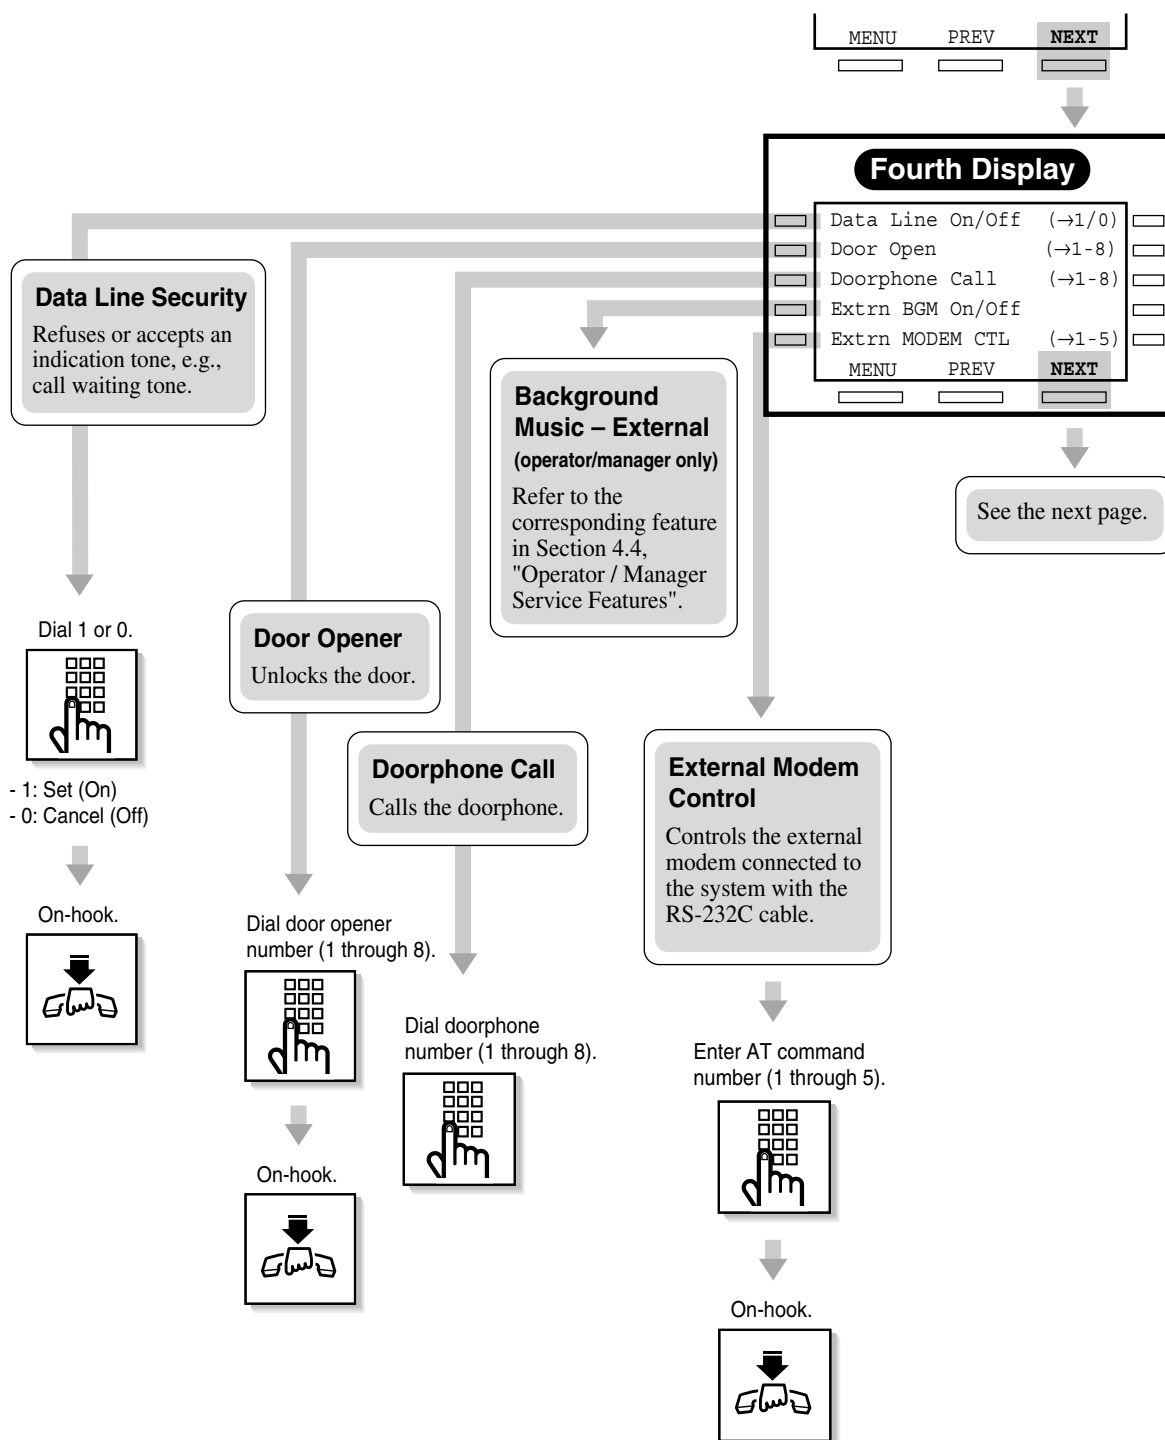 MENU PREV NEXT
Fourth Display
Data Line On/Off (→1/0)
Door Open (→1-8)
Doorphone Call (→1-8)
Extrn BGM On/Off
Extrn MODEM CTL (→1-5)
MENU PREV NEXT
See the next page.
Data Line Security
Refuses or accepts an
indication tone, e.g.,
call waiting tone.
Dial 1 or 0.
- 1: Set (On)
- 0: Cancel (Off)
On-hook.
Door Opener
Unlocks the door.
Dial door opener
number (1 through 8).
On-hook.
Doorphone Call
Calls the doorphone.
Dial doorphone
number (1 through 8).
Background
Music – External
(operator/manager only)
Refer to the
corresponding feature
in Section 4.4,
"Operator / Manager
Service Features".
External Modem
Control
Controls the external
modem connected to
the system with the
RS-232C cable.
Enter AT command
number (1 through 5).
On-hook.